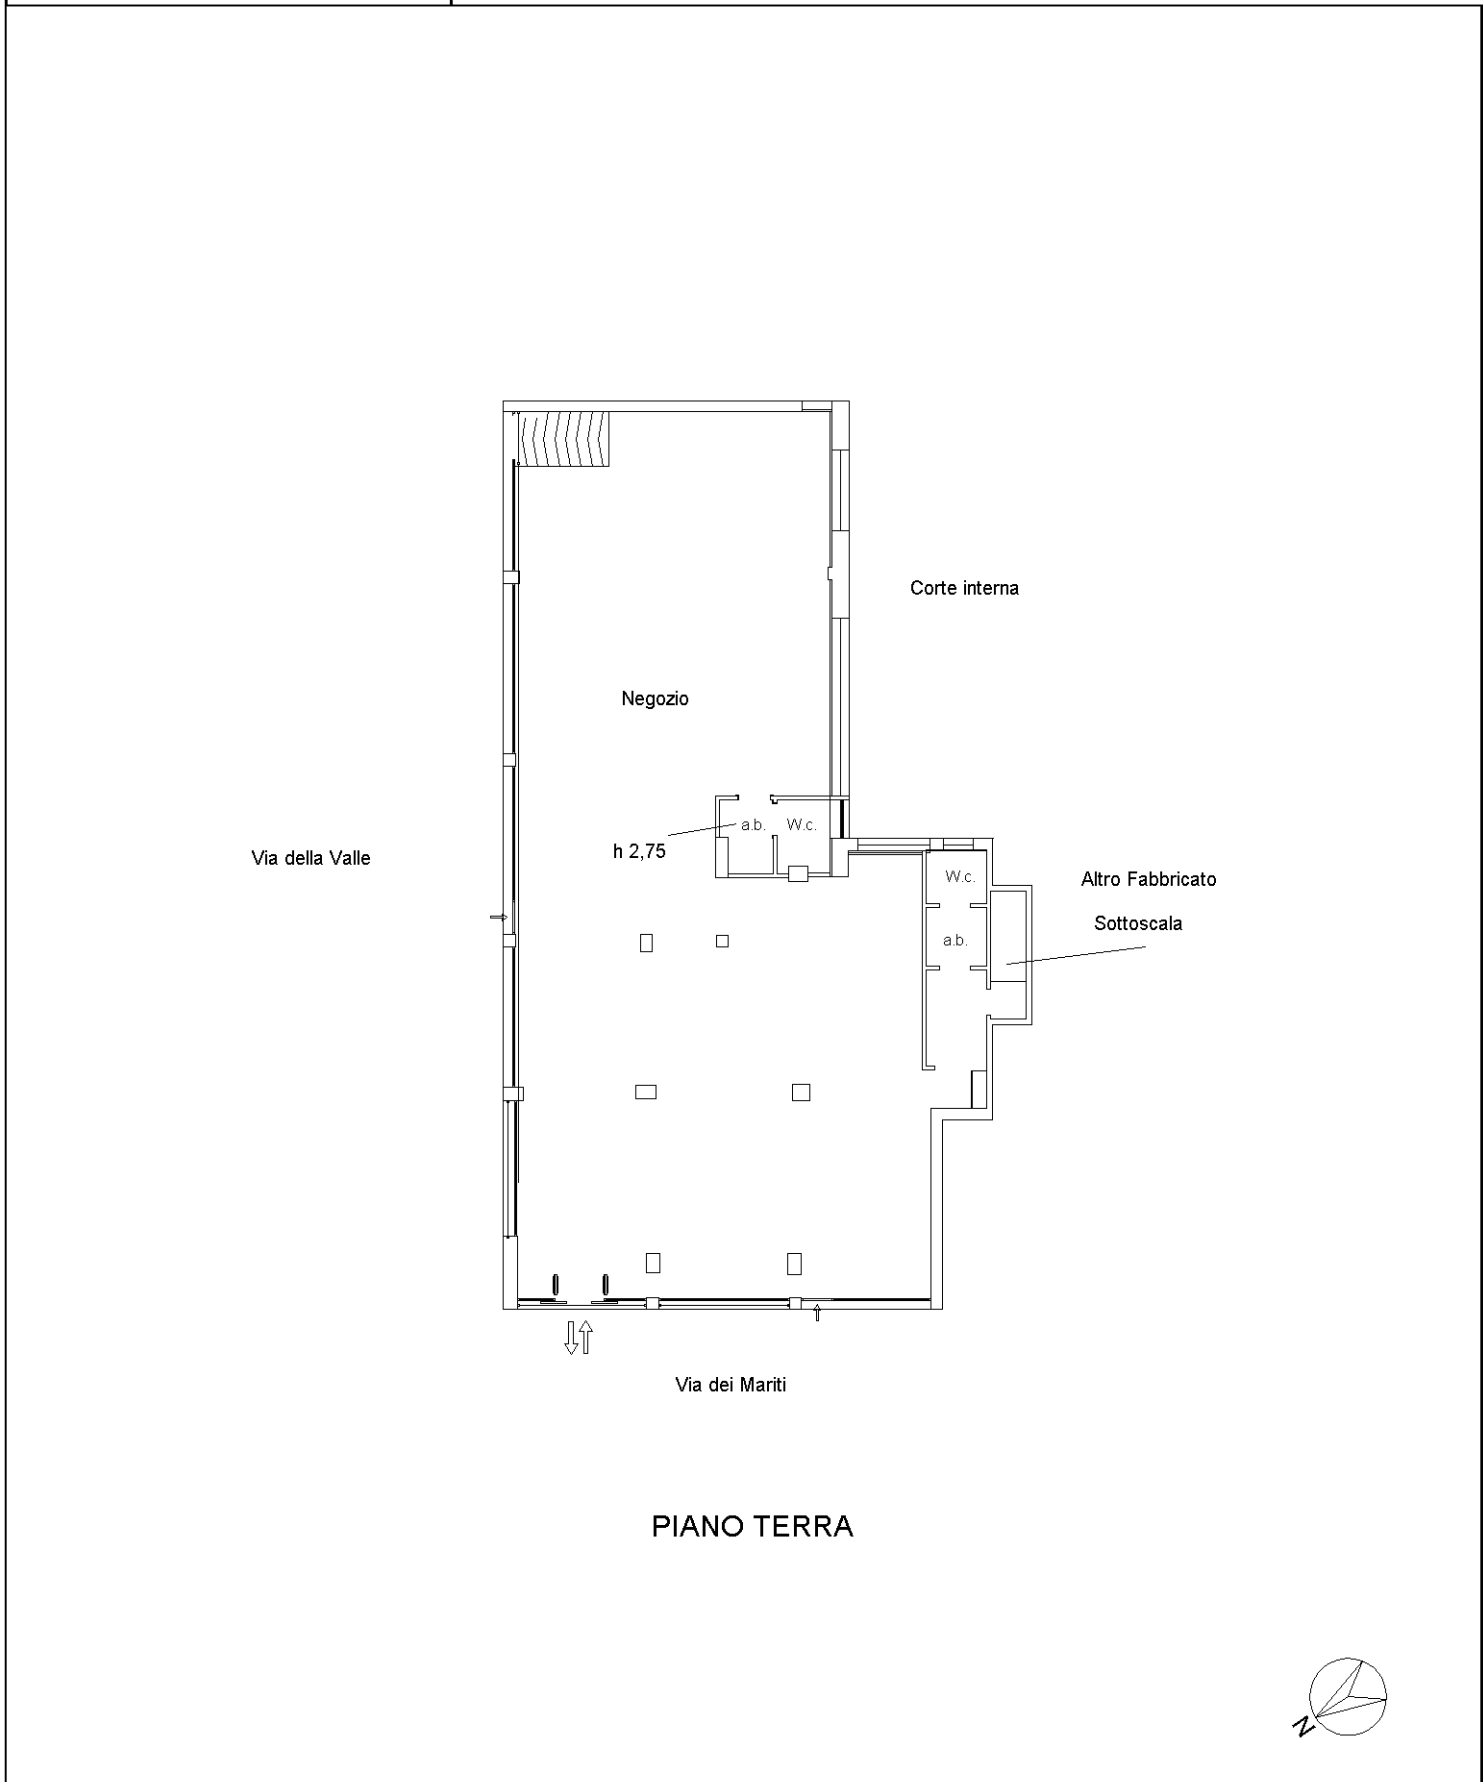 Corte interna
Negozio
a.b.
W.c.
h 2,75
Via della Valle
W.c.
Altro Fabbricato
Sottoscala
a.b.
Via dei Mariti
PIANO TERRA
N